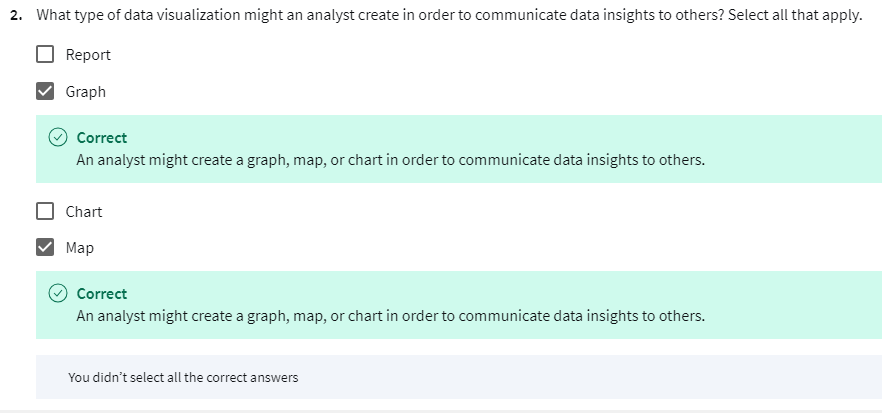 2. What type of data visualization might an analyst create in order to communicate data insights to others? Select all that apply.
Report
Graph
Correct
An analyst might create a graph, map, or chart in order to communicate data insights to others.
Chart
Map
Correct
An analyst might create a graph, map, or chart in order to communicate data insights to others.
You didn't select all the correct answers